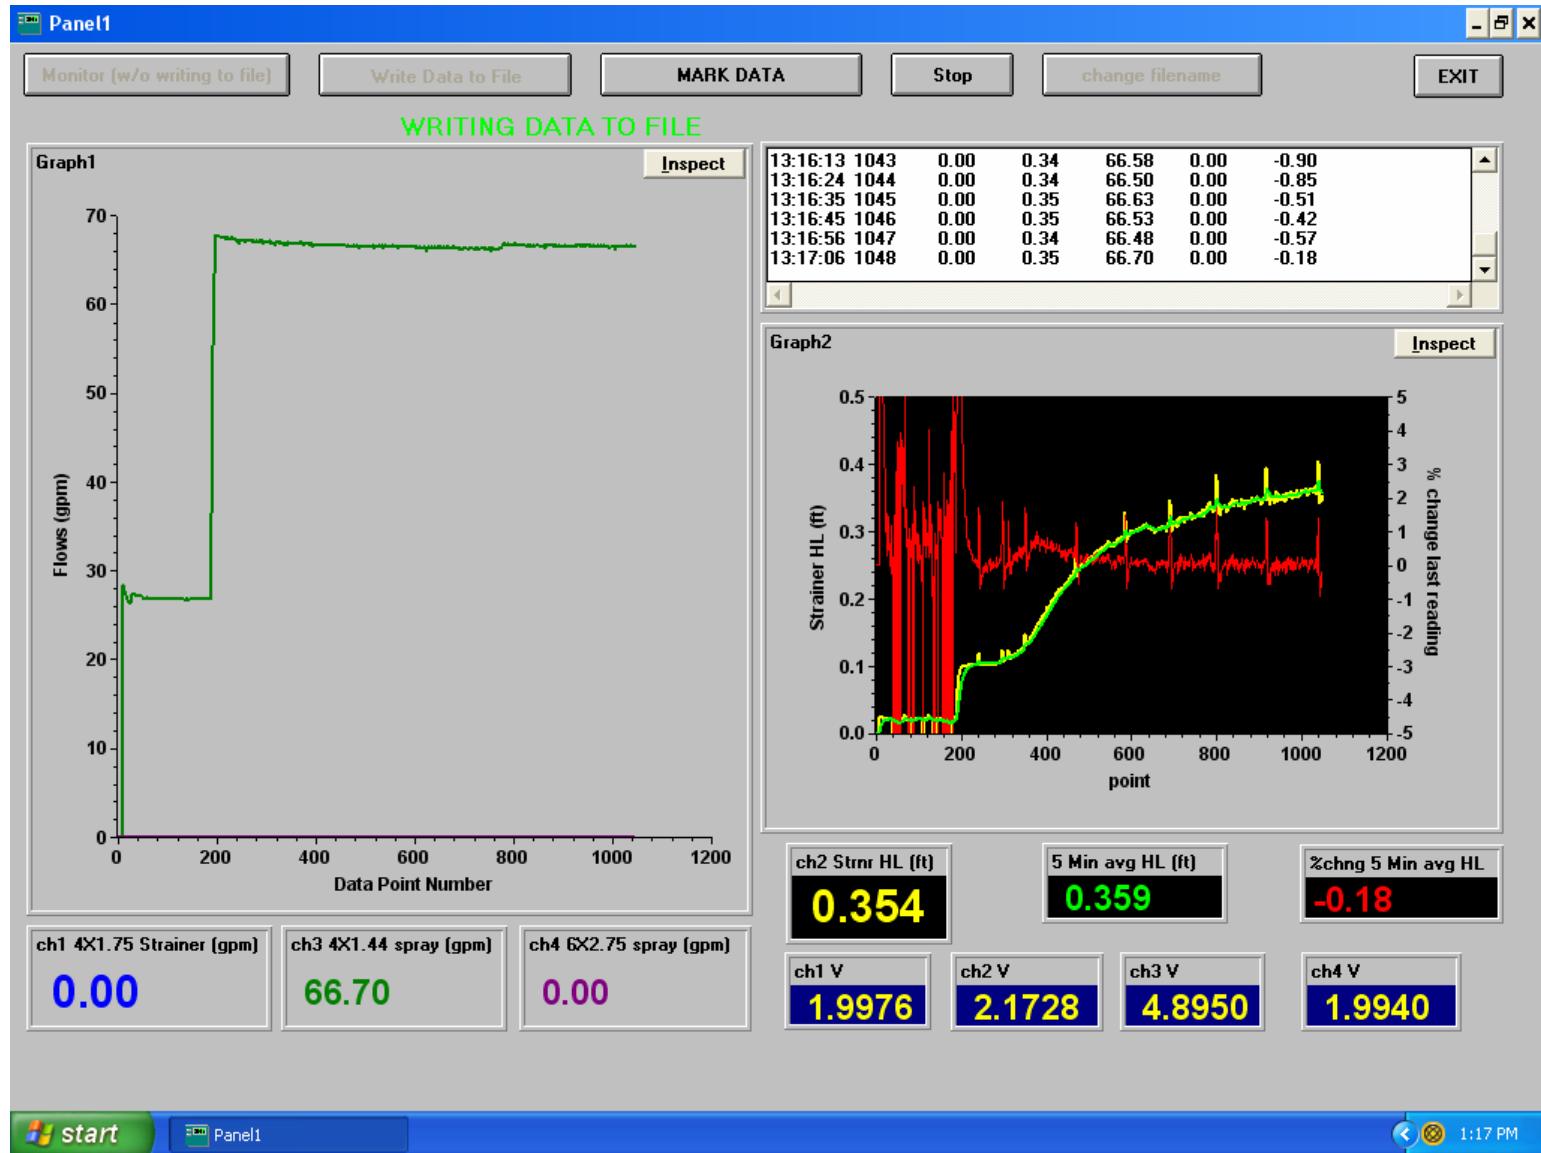 Panel1
Monitor (w/o writing to file) Write Data to File MARK DATA Stop change filename EXIT
WRITING DATA TO FILE
Graph1 Inspect
70
60
50
40
30
20
10
0
Flows (gpm)
0 200 400 600 800 1000 1200
Data Point Number
13:16:13 1043 0.00 0.34 66.58 0.00 -0.90
13:16:24 1044 0.00 0.34 66.50 0.00 -0.85
13:16:35 1045 0.00 0.35 66.63 0.00 -0.51
13:16:45 1046 0.00 0.35 66.53 0.00 -0.42
13:16:56 1047 0.00 0.34 66.48 0.00 -0.57
13:17:06 1048 0.00 0.35 66.70 0.00 -0.18
Graph2 Inspect
0.5
0.4
0.3
0.2
0.1
0.0
Strainer HL (ft)
5
4
3
2
1
0
-1
-2
-3
-4
-5
% change last reading
0 200 400 600 800 1000 1200
point
ch2 Strnr HL (ft)
0.354
5 Min avg HL (ft)
0.359
%chng 5 Min avg HL
-0.18
ch1 4X1.75 Strainer (gpm)
0.00
ch3 4X1.44 spray (gpm)
66.70
ch4 6X2.75 spray (gpm)
0.00
ch1 V
1.9976
ch2 V
2.1728
ch3 V
4.8950
ch4 V
1.9940
start Panel1 1:17 PM